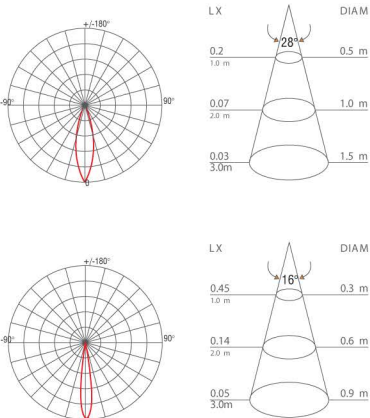 +/-180°
-90°
90°
0
LX DIAM
28°
0.2 0.5 m
1.0 m
0.07 1.0 m
2.0 m
0.03 1.5 m
3.0m
+/-180°
-90°
90°
LX DIAM
16°
0.45 0.3 m
1.0 m
0.14 0.6 m
2.0 m
0.05 0.9 m
3.0m